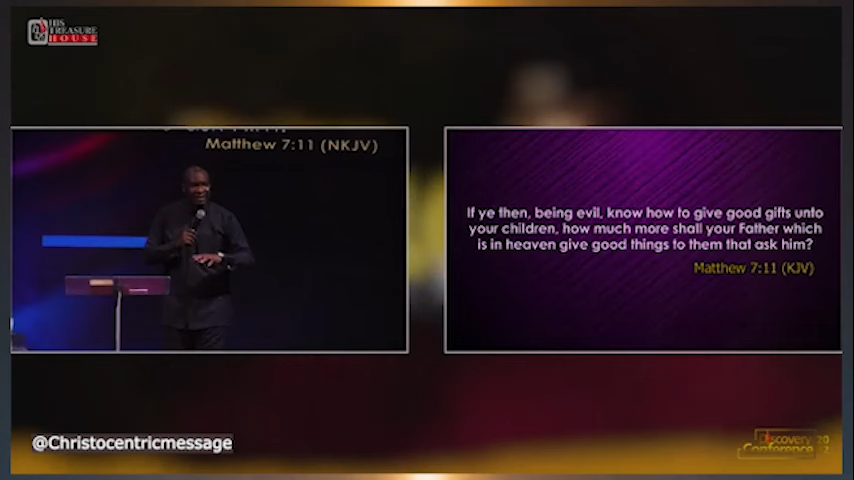 HIS
TREASURE
HOUSE
Matthew 7:11 (NKJV)
If ye then, being evil, know how to give good gifts unto
your children, how much more shall your Father which
is in heaven give good things to them that ask him?
Matthew 7:11 (KJV)
@Christocentricmessage
Discovery
Conference